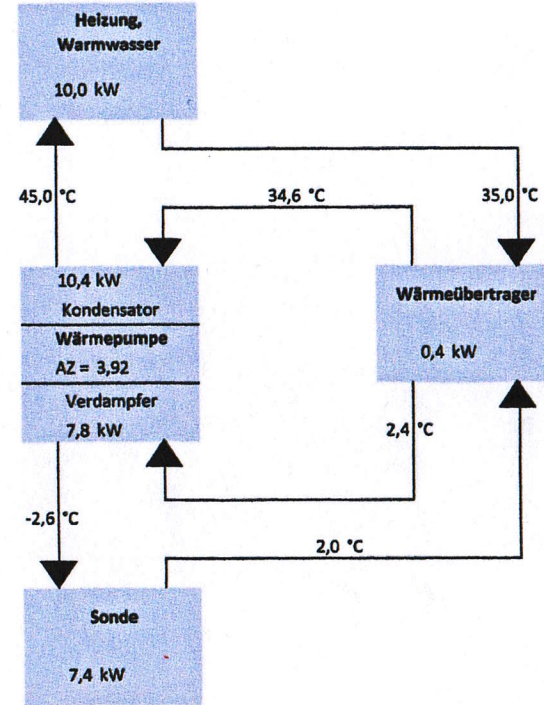 Heizung,
Warmwasser
10,0 kW
45,0 °C
34,6 °C
35,0 °C
10,4 kW
Kondensator
Wärmepumpe
AZ = 3,92
Verdampfer
7,8 kW
Wärmeübertrager
0,4 kW
2,4 °C
-2,6 °C
2,0 °C
Sonde
7,4 kW